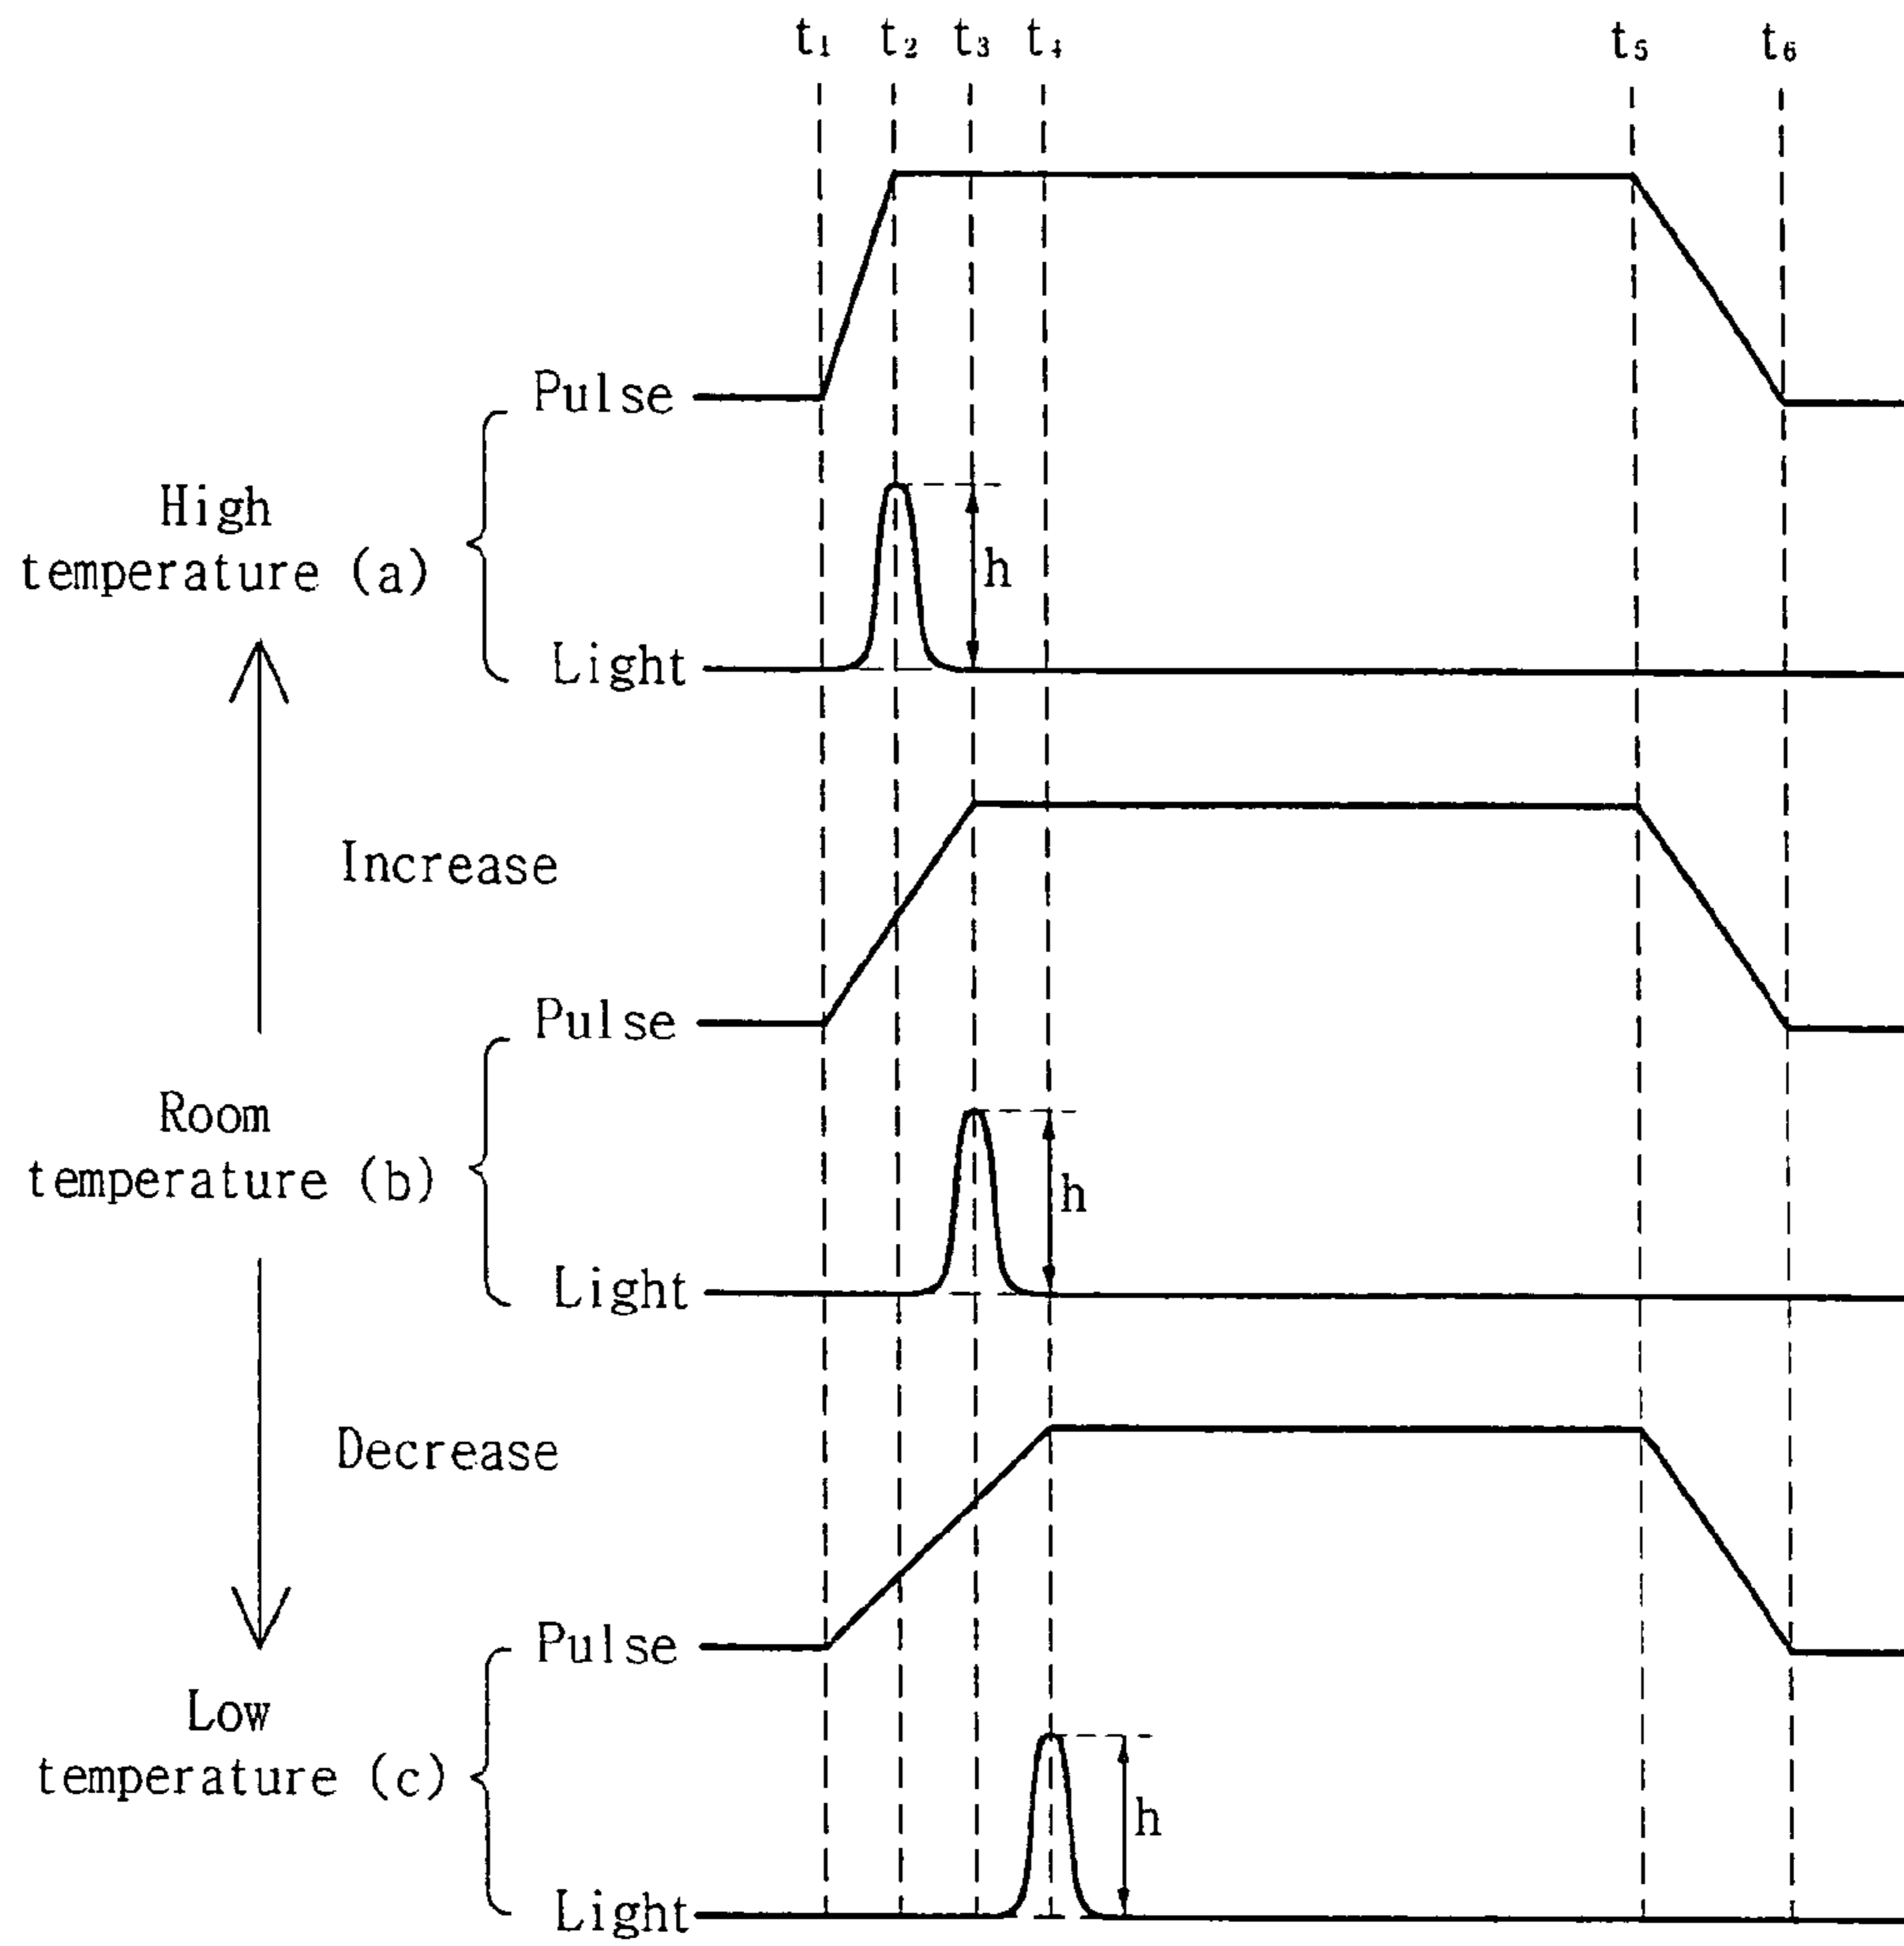 t₁ t₂ t₃ t₄ t₅ t₆
Pulse
High
temperature (a)
h
Light
Increase
Pulse
Room
temperature (b)
h
Light
Decrease
Pulse
Low
temperature (c)
h
Light